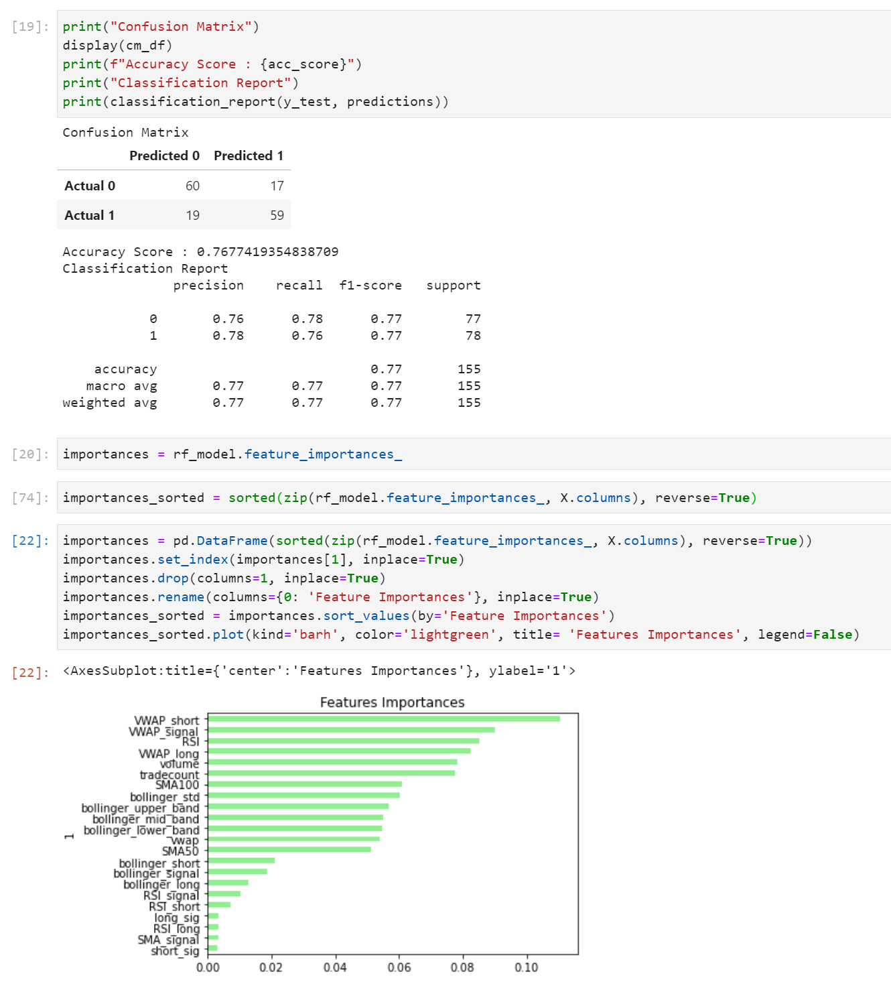 [19]:
print("Confusion Matrix")
display(cm_df)
print(f"Accuracy Score : {acc_score}")
print("Classification Report")
print(classification_report(y_test, predictions))
Confusion Matrix
Predicted 0 Predicted 1
Actual 0 60 17
Actual 1 19 59
Accuracy Score : 0.7677419354838709
Classification Report
precision recall f1-score support
0 0.76 0.78 0.77 77
1 0.78 0.76 0.77 78
accuracy 0.77 155
macro avg 0.77 0.77 0.77 155
weighted avg 0.77 0.77 0.77 155
[20]:
importances = rf_model.feature_importances_
[74]:
importances_sorted = sorted(zip(rf_model.feature_importances_, X.columns), reverse=True)
[22]:
importances = pd.DataFrame(sorted(zip(rf_model.feature_importances_, X.columns), reverse=True))
importances.set_index(importances[1], inplace=True)
importances.drop(columns=1, inplace=True)
importances.rename(columns={0: 'Feature Importances'}, inplace=True)
importances_sorted = importances.sort_values(by='Feature Importances')
importances_sorted.plot(kind='barh', color='lightgreen', title= 'Features Importances', legend=False)
[22]:
<AxesSubplot:title={'center':'Features Importances'}, ylabel='1'>
Features Importances
VWAP_short
VWAP_signal
RSI
VWAP_long
volume
tradecount
SMA100
bollinger_std
bollinger_upper_band
bollinger_mid_band
bollinger_lower_band
vwap
SMA50
bollinger_short
bollinger_signal
bollinger_long
RSI_signal
RSI_short
long_sig
RSI_long
SMA_signal
short_sig
1
0.00 0.02 0.04 0.06 0.08 0.10